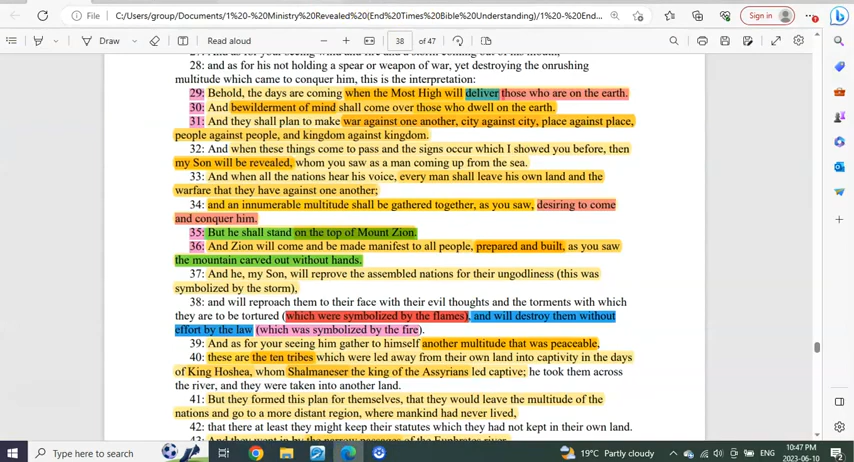 File
C:/Users/group/Documents/1%20-%20Ministry%20Revealed(End%20Times%20Bible%20Understanding)/1%20-%20End...
Sign in
Draw
Read aloud
38 of 47
28: and as for his not holding a spear or weapon of war, yet destroying the onrushing
multitude which came to conquer him, this is the interpretation:
29: Behold, the days are coming when the Most High will deliver those who are on the earth.
30: And bewilderment of mind shall come over those who dwell on the earth.
31: And they shall plan to make war against one another, city against city, place against place,
people against people, and kingdom against kingdom.
32: And when these things come to pass and the signs occur which I showed you before, then
my Son will be revealed, whom you saw as a man coming up from the sea.
33: And when all the nations hear his voice, every man shall leave his own land and the
warfare that they have against one another;
34: and an innumerable multitude shall be gathered together, as you saw, desiring to come
and conquer him.
35: But he shall stand on the top of Mount Zion.
36: And Zion will come and be made manifest to all people, prepared and built, as you saw
the mountain carved out without hands.
37: And he, my Son, will reprove the assembled nations for their ungodliness (this was
symbolized by the storm),
38: and will reproach them to their face with their evil thoughts and the torments with which
they are to be tortured (which were symbolized by the flames), and will destroy them without
effort by the law (which was symbolized by the fire).
39: And as for your seeing him gather to himself another multitude that was peaceable,
40: these are the ten tribes which were led away from their own land into captivity in the days
of King Hoshea, whom Shalmaneser the king of the Assyrians led captive; he took them across
the river, and they were taken into another land.
41: But they formed this plan for themselves, that they would leave the multitude of the
nations and go to a more distant region, where mankind had never lived,
42: that there at least they might keep their statutes which they had not kept in their own land.
43: And they went in by the narrow passages of the Euphrates river.
Type here to search
19°C Partly cloudy
ENG
10:47 PM
2023-06-10